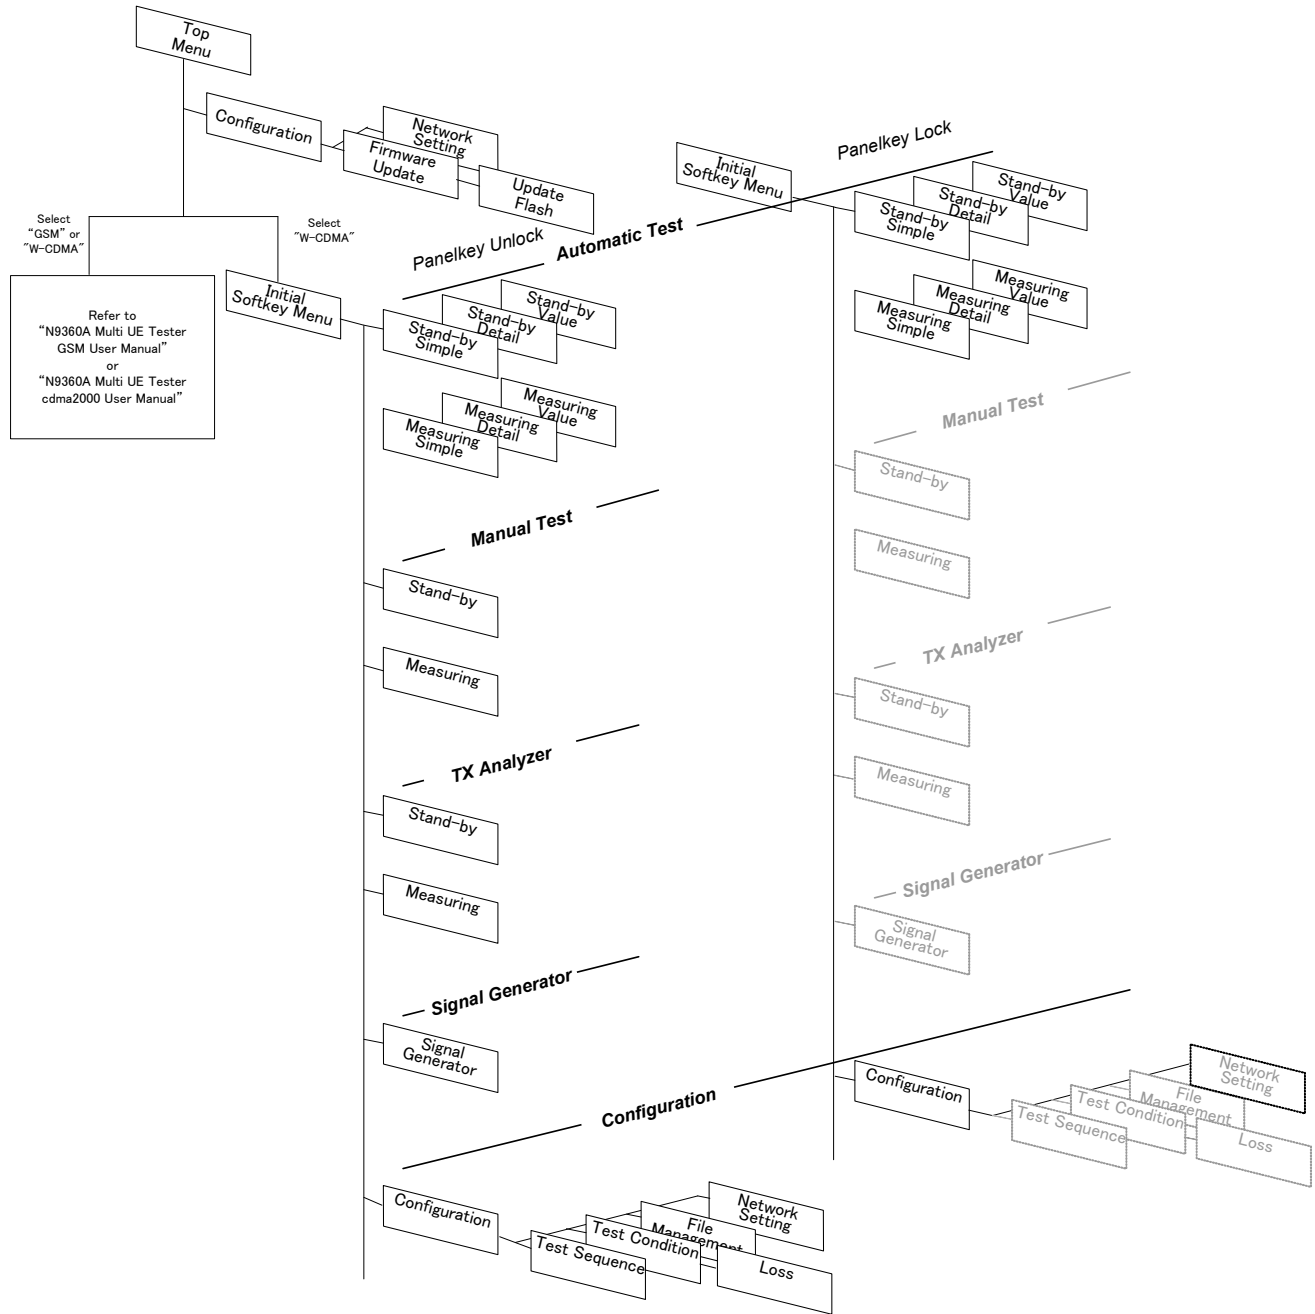 Top
Menu
Configuration
Network
Setting
Firmware
Update
Update
Flash
Select
“GSM” or
"W-CDMA"
Select
"W-CDMA"
Refer to
“N9360A Multi UE Tester
GSM User Manual”
or
“N9360A Multi UE Tester
cdma2000 User Manual”
Panelkey Unlock
Automatic Test
Panelkey Lock
Initial
Softkey Menu
Stand-by
Value
Stand-by
Detail
Stand-by
Simple
Measuring
Value
Measuring
Detail
Measuring
Simple
Manual Test
Stand-by
Measuring
TX Analyzer
Stand-by
Measuring
Signal Generator
Signal
Generator
Configuration
Configuration
Network
Setting
File
Management
Test Condition
Test Sequence
Loss
Initial
Softkey Menu
Stand-by
Value
Stand-by
Detail
Stand-by
Simple
Measuring
Value
Measuring
Detail
Measuring
Simple
Manual Test
Stand-by
Measuring
TX Analyzer
Stand-by
Measuring
Signal Generator
Signal
Generator
Configuration
Network
Setting
File
Management
Test Condition
Test Sequence
Loss